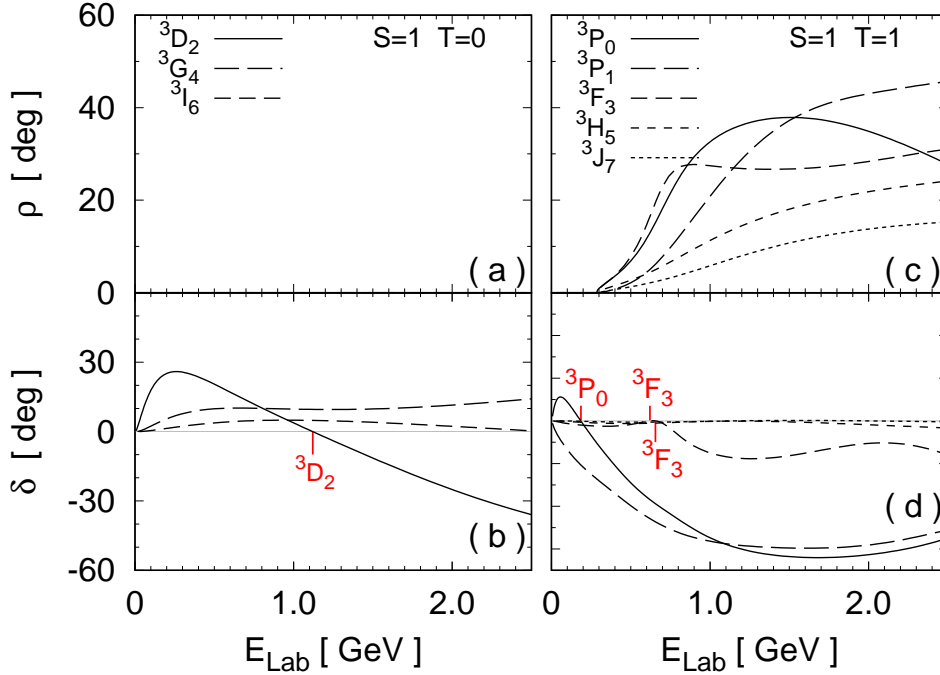 60
40
20
0
ρ [ deg ]
³D₂
³G₄
³I₆
S=1 T=0
( a )
³P₀
³P₁
³F₃
³H₅
³J₇
S=1 T=1
( c )
30
0
-30
-60
δ [ deg ]
³D₂
( b )
³P₀ ³F₃
³F₃
( d )
0 1.0 2.0
0 1.0 2.0
E_Lab [ GeV ]
E_Lab [ GeV ]